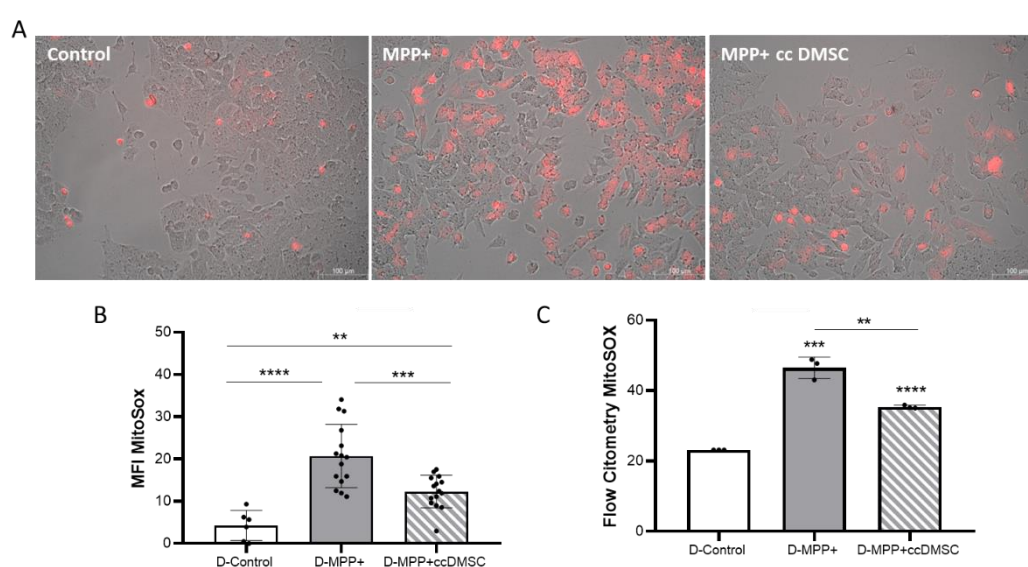 A
Control
MPP+
MPP+ cc DMSC
100 µm
100 µm
100 µm
B
MFI MitoSox
50
40
30
20
10
0
**
****
***
D-Control
D-MPP+
D-MPP+ccDMSC
C
Flow Citometry MitoSOX
60
40
20
0
**
***
****
D-Control
D-MPP+
D-MPP+ccDMSC